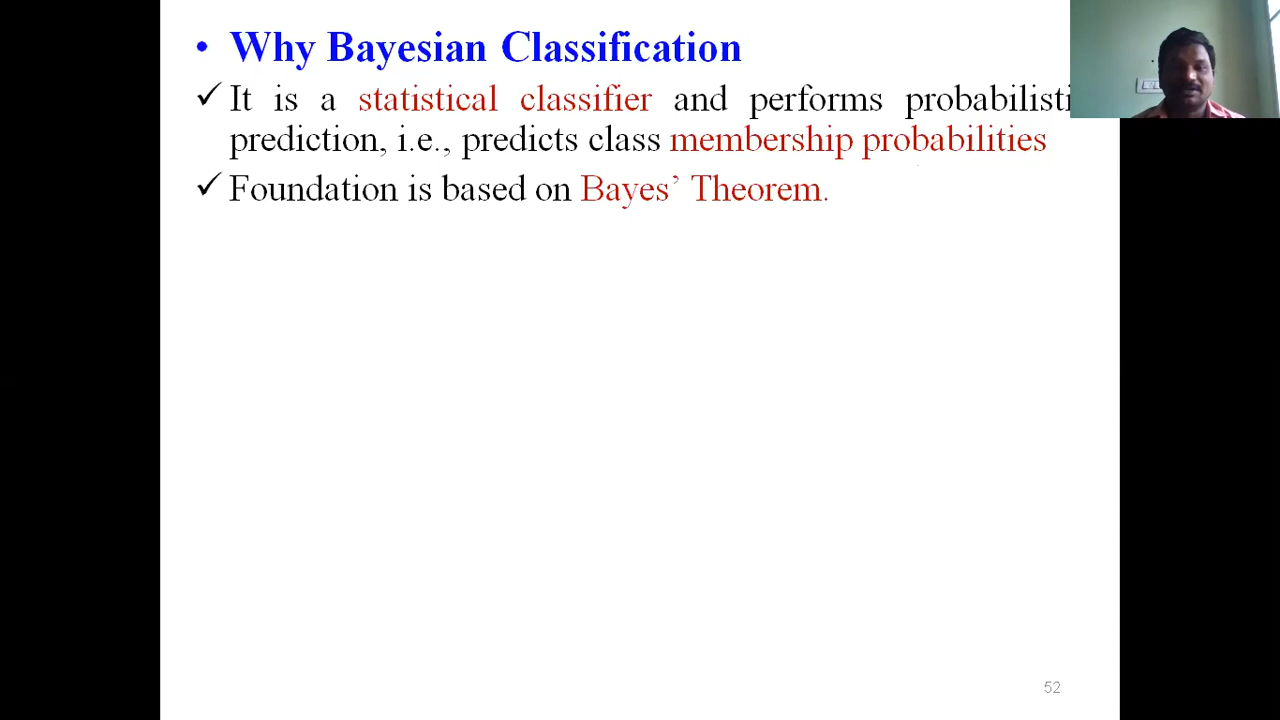 • Why Bayesian Classification
✓ It is a statistical classifier and performs probabilisti
prediction, i.e., predicts class membership probabilities
✓ Foundation is based on Bayes’ Theorem.
52